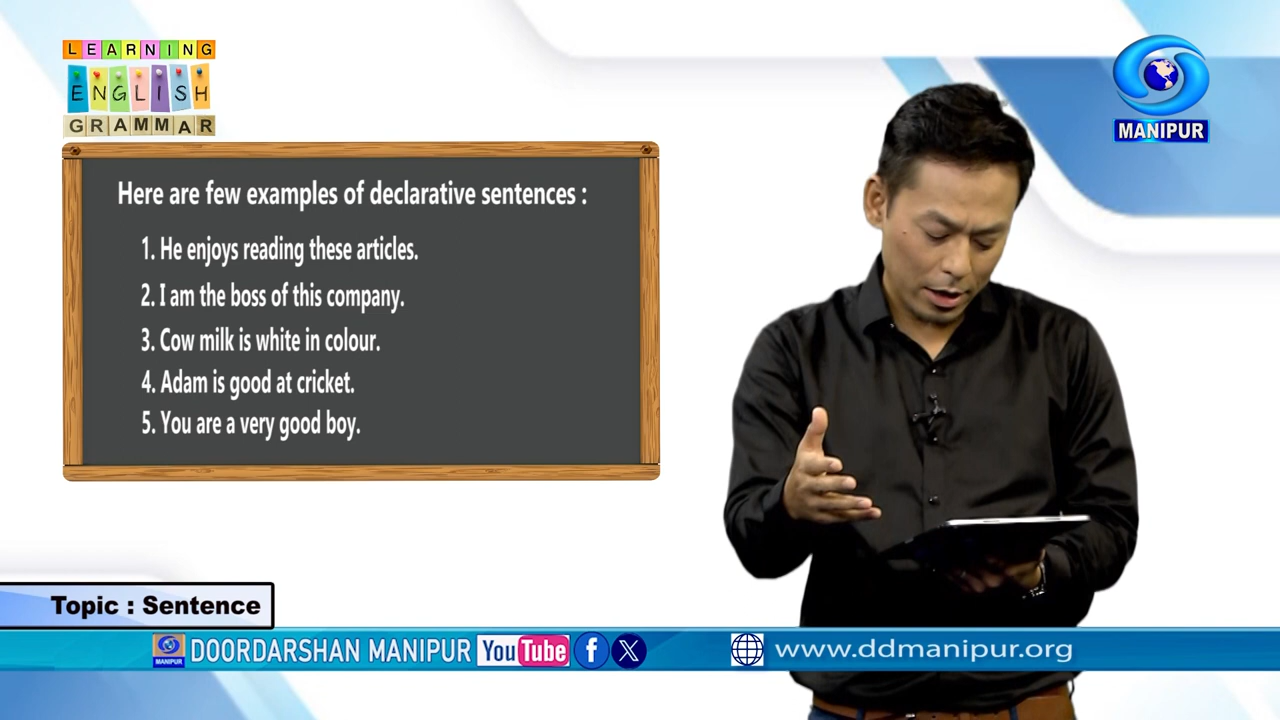 LEARNING
ENGLISH
GRAMMAR
MANIPUR
Here are few examples of declarative sentences :
1. He enjoys reading these articles.
2. I am the boss of this company.
3. Cow milk is white in colour.
4. Adam is good at cricket.
5. You are a very good boy.
Topic : Sentence
MANIPUR
DOORDARSHAN MANIPUR YouTube f X www.ddmanipur.org